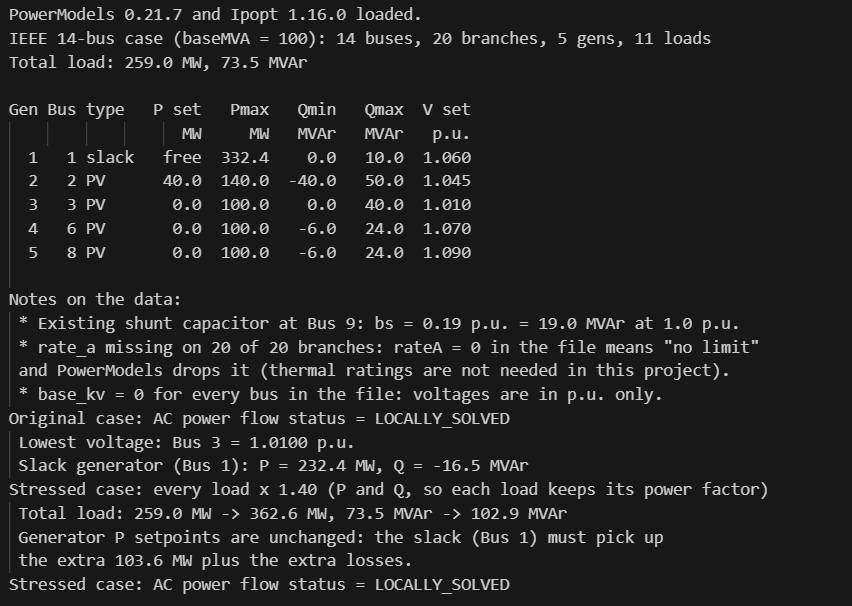 PowerModels 0.21.7 and Ipopt 1.16.0 loaded.
IEEE 14-bus case (baseMVA = 100): 14 buses, 20 branches, 5 gens, 11 loads
Total load: 259.0 MW, 73.5 MVAr

Gen Bus type    P set   Pmax   Qmin   Qmax  V set
                  MW     MW   MVAr   MVAr   p.u.
  1   1 slack   free  332.4    0.0   10.0  1.060
  2   2 PV      40.0  140.0  -40.0   50.0  1.045
  3   3 PV       0.0  100.0    0.0   40.0  1.010
  4   6 PV       0.0  100.0   -6.0   24.0  1.070
  5   8 PV       0.0  100.0   -6.0   24.0  1.090

Notes on the data:
 * Existing shunt capacitor at Bus 9: bs = 0.19 p.u. = 19.0 MVAr at 1.0 p.u.
 * rate_a missing on 20 of 20 branches: rateA = 0 in the file means "no limit"
 and PowerModels drops it (thermal ratings are not needed in this project).
 * base_kv = 0 for every bus in the file: voltages are in p.u. only.
Original case: AC power flow status = LOCALLY_SOLVED
 Lowest voltage: Bus 3 = 1.0100 p.u.
 Slack generator (Bus 1): P = 232.4 MW, Q = -16.5 MVAr
Stressed case: every load x 1.40 (P and Q, so each load keeps its power factor)
 Total load: 259.0 MW -> 362.6 MW, 73.5 MVAr -> 102.9 MVAr
 Generator P setpoints are unchanged: the slack (Bus 1) must pick up
 the extra 103.6 MW plus the extra losses.
Stressed case: AC power flow status = LOCALLY_SOLVED